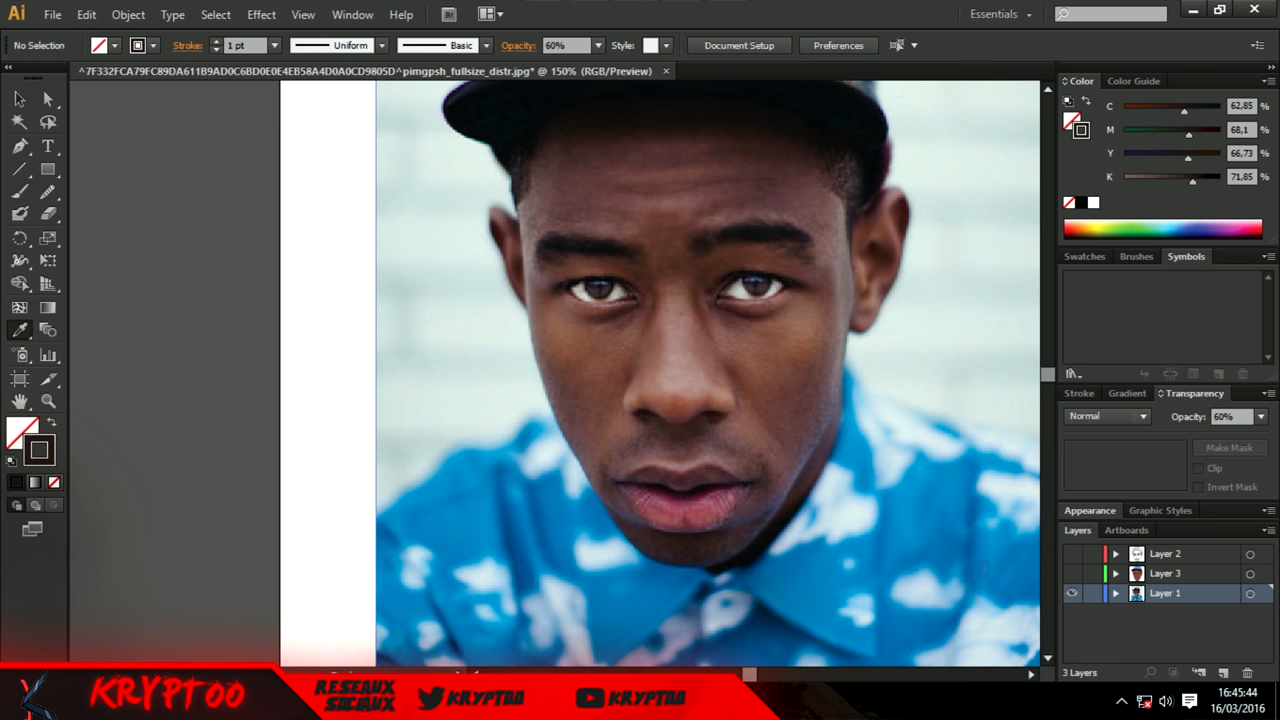 Ai File Edit Object Type Select Effect View Window Help Br Essentials
No Selection Stroke: 1 pt Uniform Basic Opacity: 60% Style: Document Setup Preferences
^7F332FCA79FC89DA611B9AD0C6BD0E0E4EB58A4D0A0CD9805D^pimgpsh_fullsize_distr.jpg* @ 150% (RGB/Preview) ×
Color Color Guide
C 62,85 %
M 68,1 %
Y 66,73 %
K 71,85 %
Swatches Brushes Symbols
Stroke Gradient Transparency
Normal Opacity: 60%
Make Mask
Clip
Invert Mask
Appearance Graphic Styles
Layers Artboards
Layer 2
Layer 3
Layer 1
3 Layers
KRYPTOO
RESEAUX
SOCIAUX
KRYPTOO
KRYPTOO
16:45:44
16/03/2016